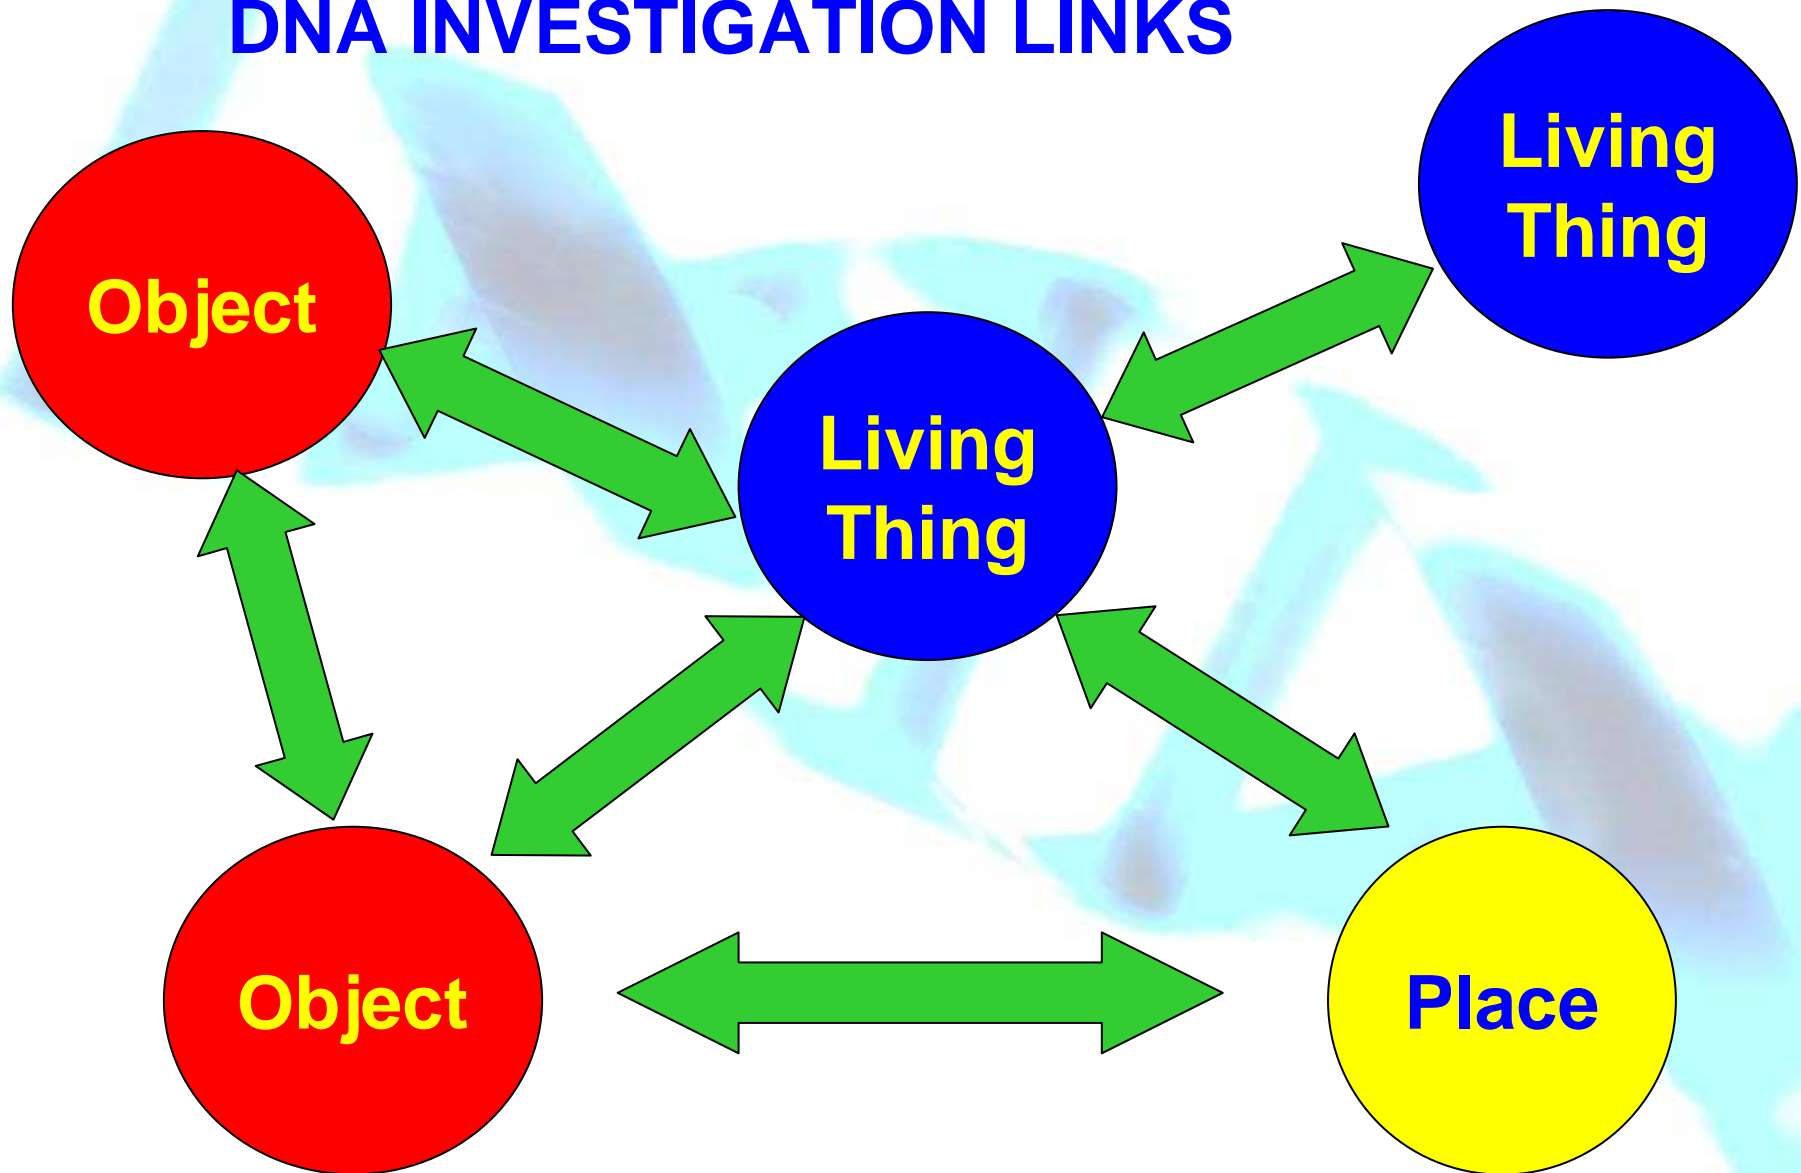 DNA INVESTIGATION LINKS
Living
Thing
Object
Living
Thing
Object
Place